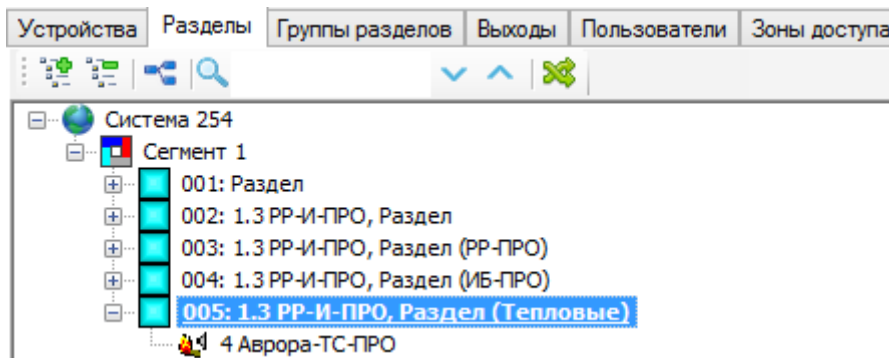 Устройства Разделы Группы разделов Выходы Пользователи Зоны доступа
Система 254
Сегмент 1
001: Раздел
002: 1.3 РР-И-ПРО, Раздел
003: 1.3 РР-И-ПРО, Раздел (РР-ПРО)
004: 1.3 РР-И-ПРО, Раздел (ИБ-ПРО)
005: 1.3 РР-И-ПРО, Раздел (Тепловые)
4 Аврора-ТС-ПРО